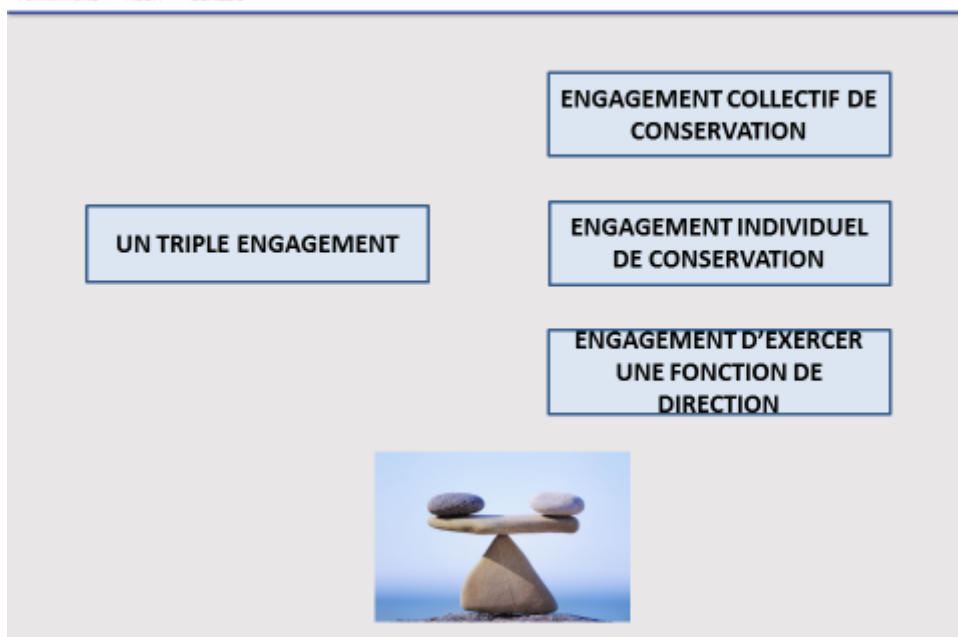 UN TRIPLE ENGAGEMENT
ENGAGEMENT COLLECTIF DE
CONSERVATION
ENGAGEMENT INDIVIDUEL
DE CONSERVATION
ENGAGEMENT D’EXERCER
UNE FONCTION DE
DIRECTION